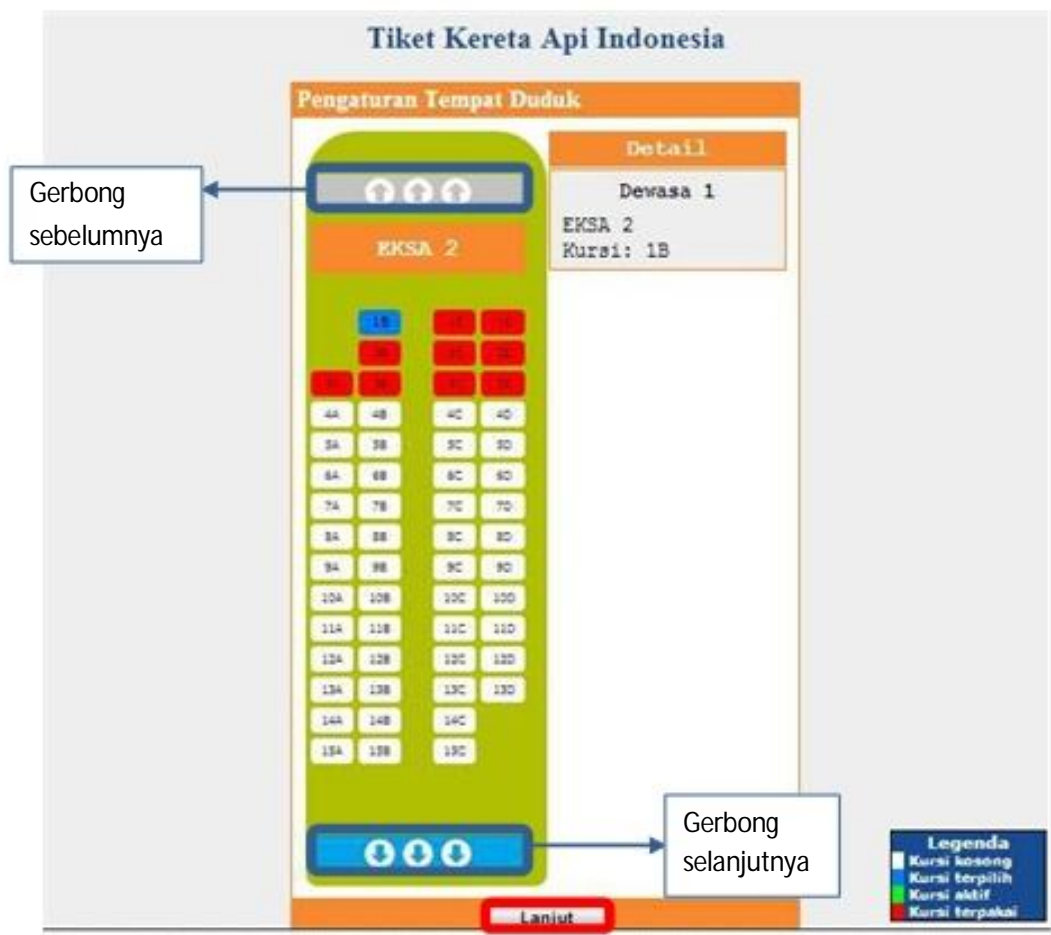 Tiket Kereta Api Indonesia
Pengaturan Tempat Duduk
Gerbong
sebelumnya
EKSA 2
Detail
Dewasa 1
EKSA 2
Kursi: 1B
1B
4A 4B 4C 4D
5A 5B 5C 5D
6A 6B 6C 6D
7A 7B 7C 7D
8A 8B 8C 8D
9A 9B 9C 9D
10A 10B 10C 10D
11A 11B 11C 11D
12A 12B 12C 12D
13A 13B 13C 13D
14A 14B 14C
15A 15B 15C
Gerbong
selanjutnya
Legenda
Kursi kosong
Kursi terpilih
Kursi aktif
Kursi terpakai
Lanjut